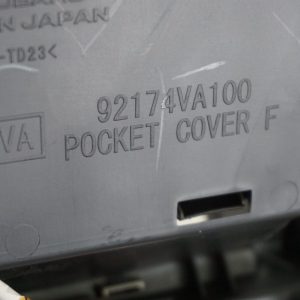 N JAPAN
-TD23<
92174VA100
VA
POCKET COVER F